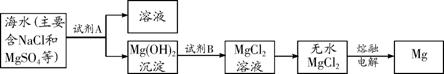 海水(主要
含NaCl和
MgSO₄等)
试剂A
溶液
Mg(OH)₂
沉淀
试剂B
MgCl₂
溶液
无水
MgCl₂
熔融
电解
Mg